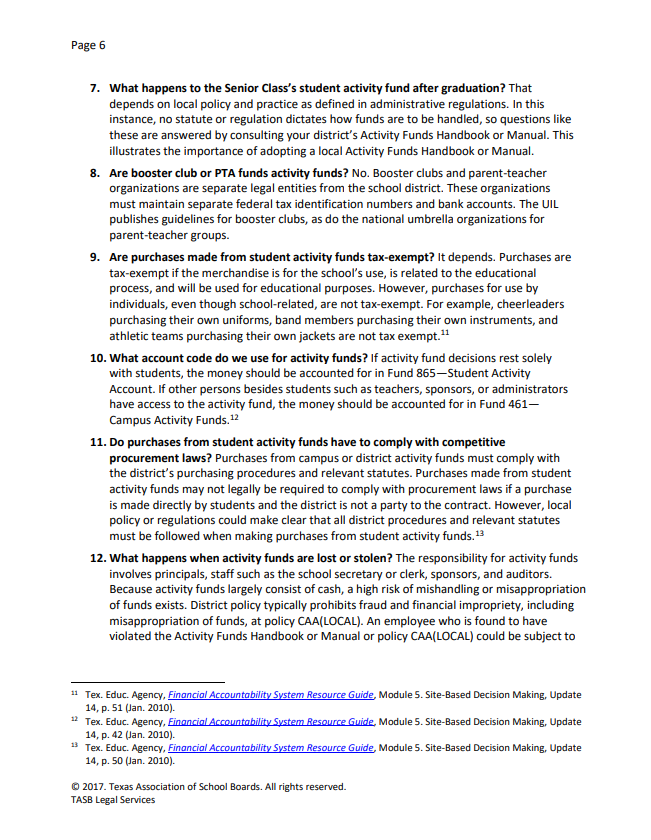 Page 6
7. What happens to the Senior Class's student activity fund after graduation? That
depends on local policy and practice as defined in administrative regulations. In this
instance, no statute or regulation dictates how funds are to be handled, so questions like
these are answered by consulting your district's Activity Funds Handbook or Manual. This
illustrates the importance of adopting a local Activity Funds Handbook or Manual.
8. Are booster club or PTA funds activity funds? No. Booster clubs and parent-teacher
organizations are separate legal entities from the school district. These organizations
must maintain separate federal tax identification numbers and bank accounts. The UIL
publishes guidelines for booster clubs, as do the national umbrella organizations for
parent-teacher groups.
9. Are purchases made from student activity funds tax-exempt? It depends. Purchases are
tax-exempt if the merchandise is for the school's use, is related to the educational
process, and will be used for educational purposes. However, purchases for use by
individuals, even though school-related, are not tax-exempt. For example, cheerleaders
purchasing their own uniforms, band members purchasing their own instruments, and
athletic teams purchasing their own jackets are not tax exempt.11
10. What account code do we use for activity funds? If activity fund decisions rest solely
with students, the money should be accounted for in Fund 865—Student Activity
Account. If other persons besides students such as teachers, sponsors, or administrators
have access to the activity fund, the money should be accounted for in Fund 461—
Campus Activity Funds.12
11. Do purchases from student activity funds have to comply with competitive
procurement laws? Purchases from campus or district activity funds must comply with
the district's purchasing procedures and relevant statutes. Purchases made from student
activity funds may not legally be required to comply with procurement laws if a purchase
is made directly by students and the district is not a party to the contract. However, local
policy or regulations could make clear that all district procedures and relevant statutes
must be followed when making purchases from student activity funds.13
12. What happens when activity funds are lost or stolen? The responsibility for activity funds
involves principals, staff such as the school secretary or clerk, sponsors, and auditors.
Because activity funds largely consist of cash, a high risk of mishandling or misappropriation
of funds exists. District policy typically prohibits fraud and financial impropriety, including
misappropriation of funds, at policy CAA(LOCAL). An employee who is found to have
violated the Activity Funds Handbook or Manual or policy CAA(LOCAL) could be subject to
11 Tex. Educ. Agency, Financial Accountability System Resource Guide, Module 5. Site-Based Decision Making, Update
14, p. 51 (Jan. 2010).
12 Tex. Educ. Agency, Financial Accountability System Resource Guide, Module 5. Site-Based Decision Making, Update
14, p. 42 (Jan. 2010).
13 Tex. Educ. Agency, Financial Accountability System Resource Guide, Module 5. Site-Based Decision Making, Update
14, p. 50 (Jan. 2010).
© 2017. Texas Association of School Boards. All rights reserved.
TASB Legal Services